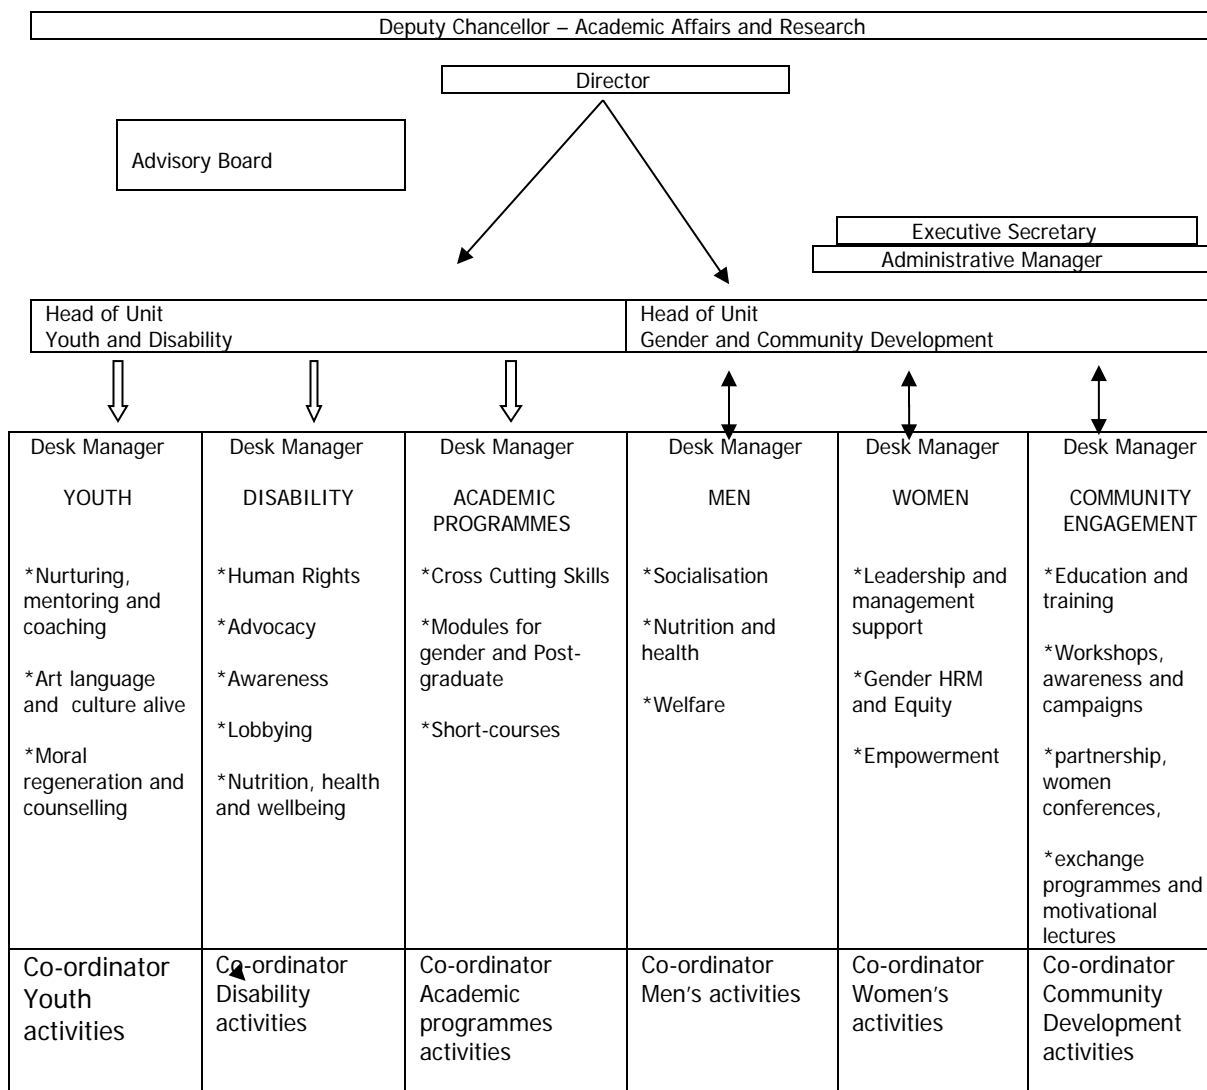 Deputy Chancellor – Academic Affairs and Research
Director
Advisory Board
Executive Secretary
Administrative Manager
Head of Unit
Youth and Disability
Head of Unit
Gender and Community Development
Desk Manager
YOUTH
*Nurturing,
mentoring and
coaching
*Art language
and culture alive
*Moral
regeneration and
counselling
Desk Manager
DISABILITY
*Human Rights
*Advocacy
*Awareness
*Lobbying
*Nutrition, health
and wellbeing
Desk Manager
ACADEMIC
PROGRAMMES
*Cross Cutting Skills
*Modules for
gender and Post-
graduate
*Short-courses
Desk Manager
MEN
*Socialisation
*Nutrition and
health
*Welfare
Desk Manager
WOMEN
*Leadership and
management
support
*Gender HRM
and Equity
*Empowerment
Desk Manager
COMMUNITY
ENGAGEMENT
*Education and
training
*Workshops,
awareness and
campaigns
*partnership,
women
conferences,
*exchange
programmes and
motivational
lectures
Co-ordinator
Youth
activities
Co-ordinator
Disability
activities
Co-ordinator
Academic
programmes
activities
Co-ordinator
Men's activities
Co-ordinator
Women's
activities
Co-ordinator
Community
Development
activities